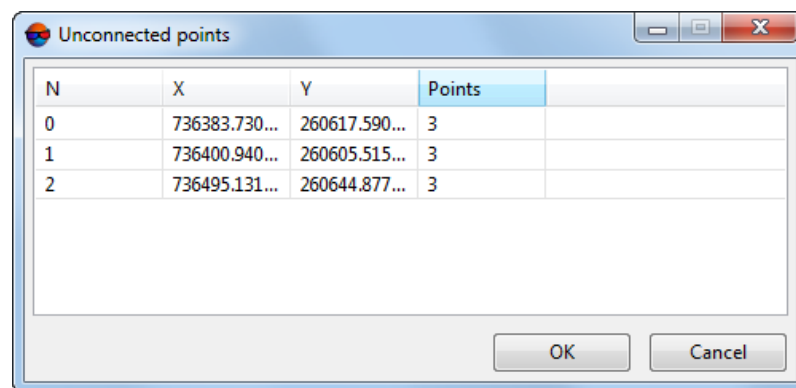 Unconnected points
N X Y Points
0 736383.730... 260617.590... 3
1 736400.940... 260605.515... 3
2 736495.131... 260644.877... 3
OK Cancel